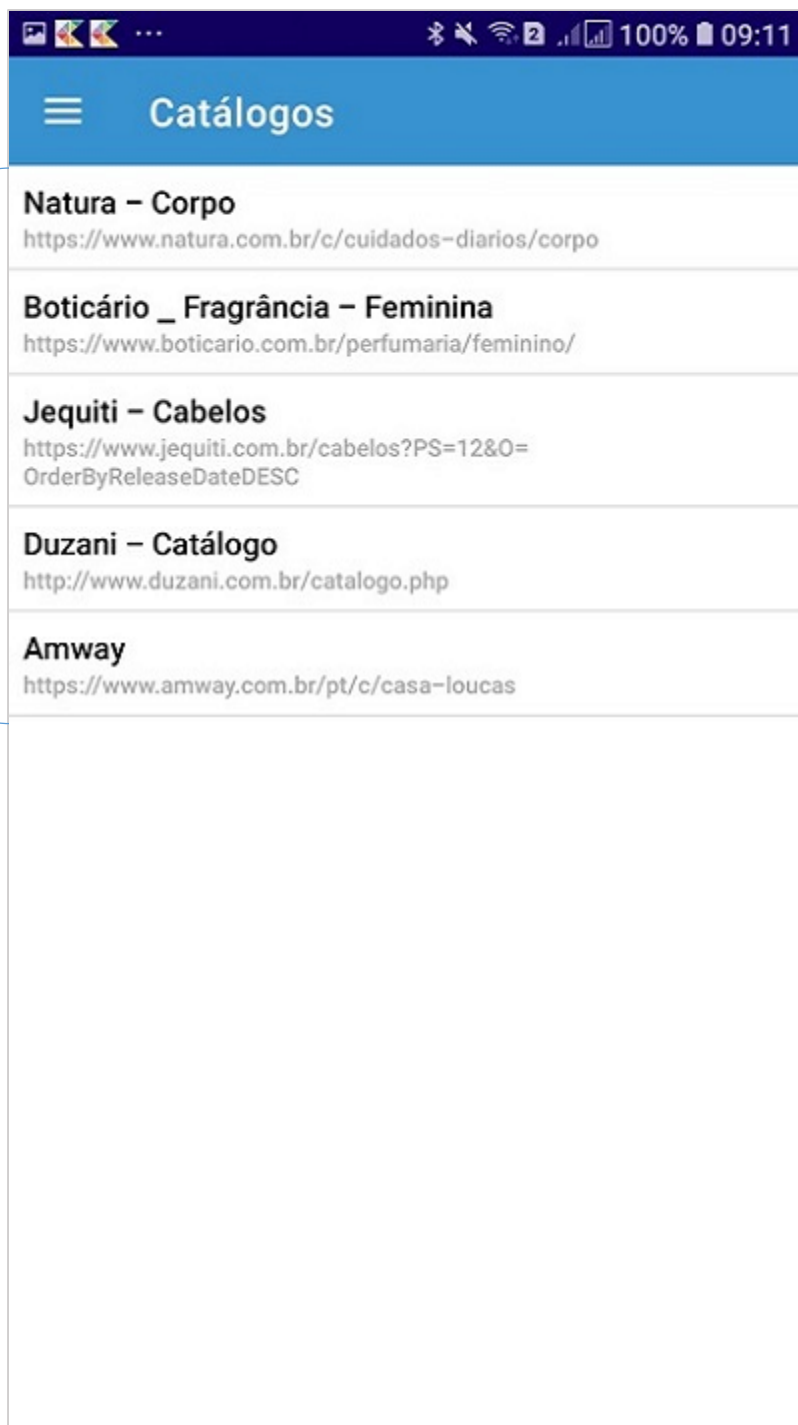 2 100% 09:11
Catálogos
Natura – Corpo
https://www.natura.com.br/c/cuidados-diarios/corpo
Boticário _ Fragrância – Feminina
https://www.boticario.com.br/perfumaria/feminino/
Jequiti – Cabelos
https://www.jequiti.com.br/cabelos?PS=12&O=
OrderByReleaseDateDESC
Duzani – Catálogo
http://www.duzani.com.br/catalogo.php
Amway
https://www.amway.com.br/pt/c/casa-loucas